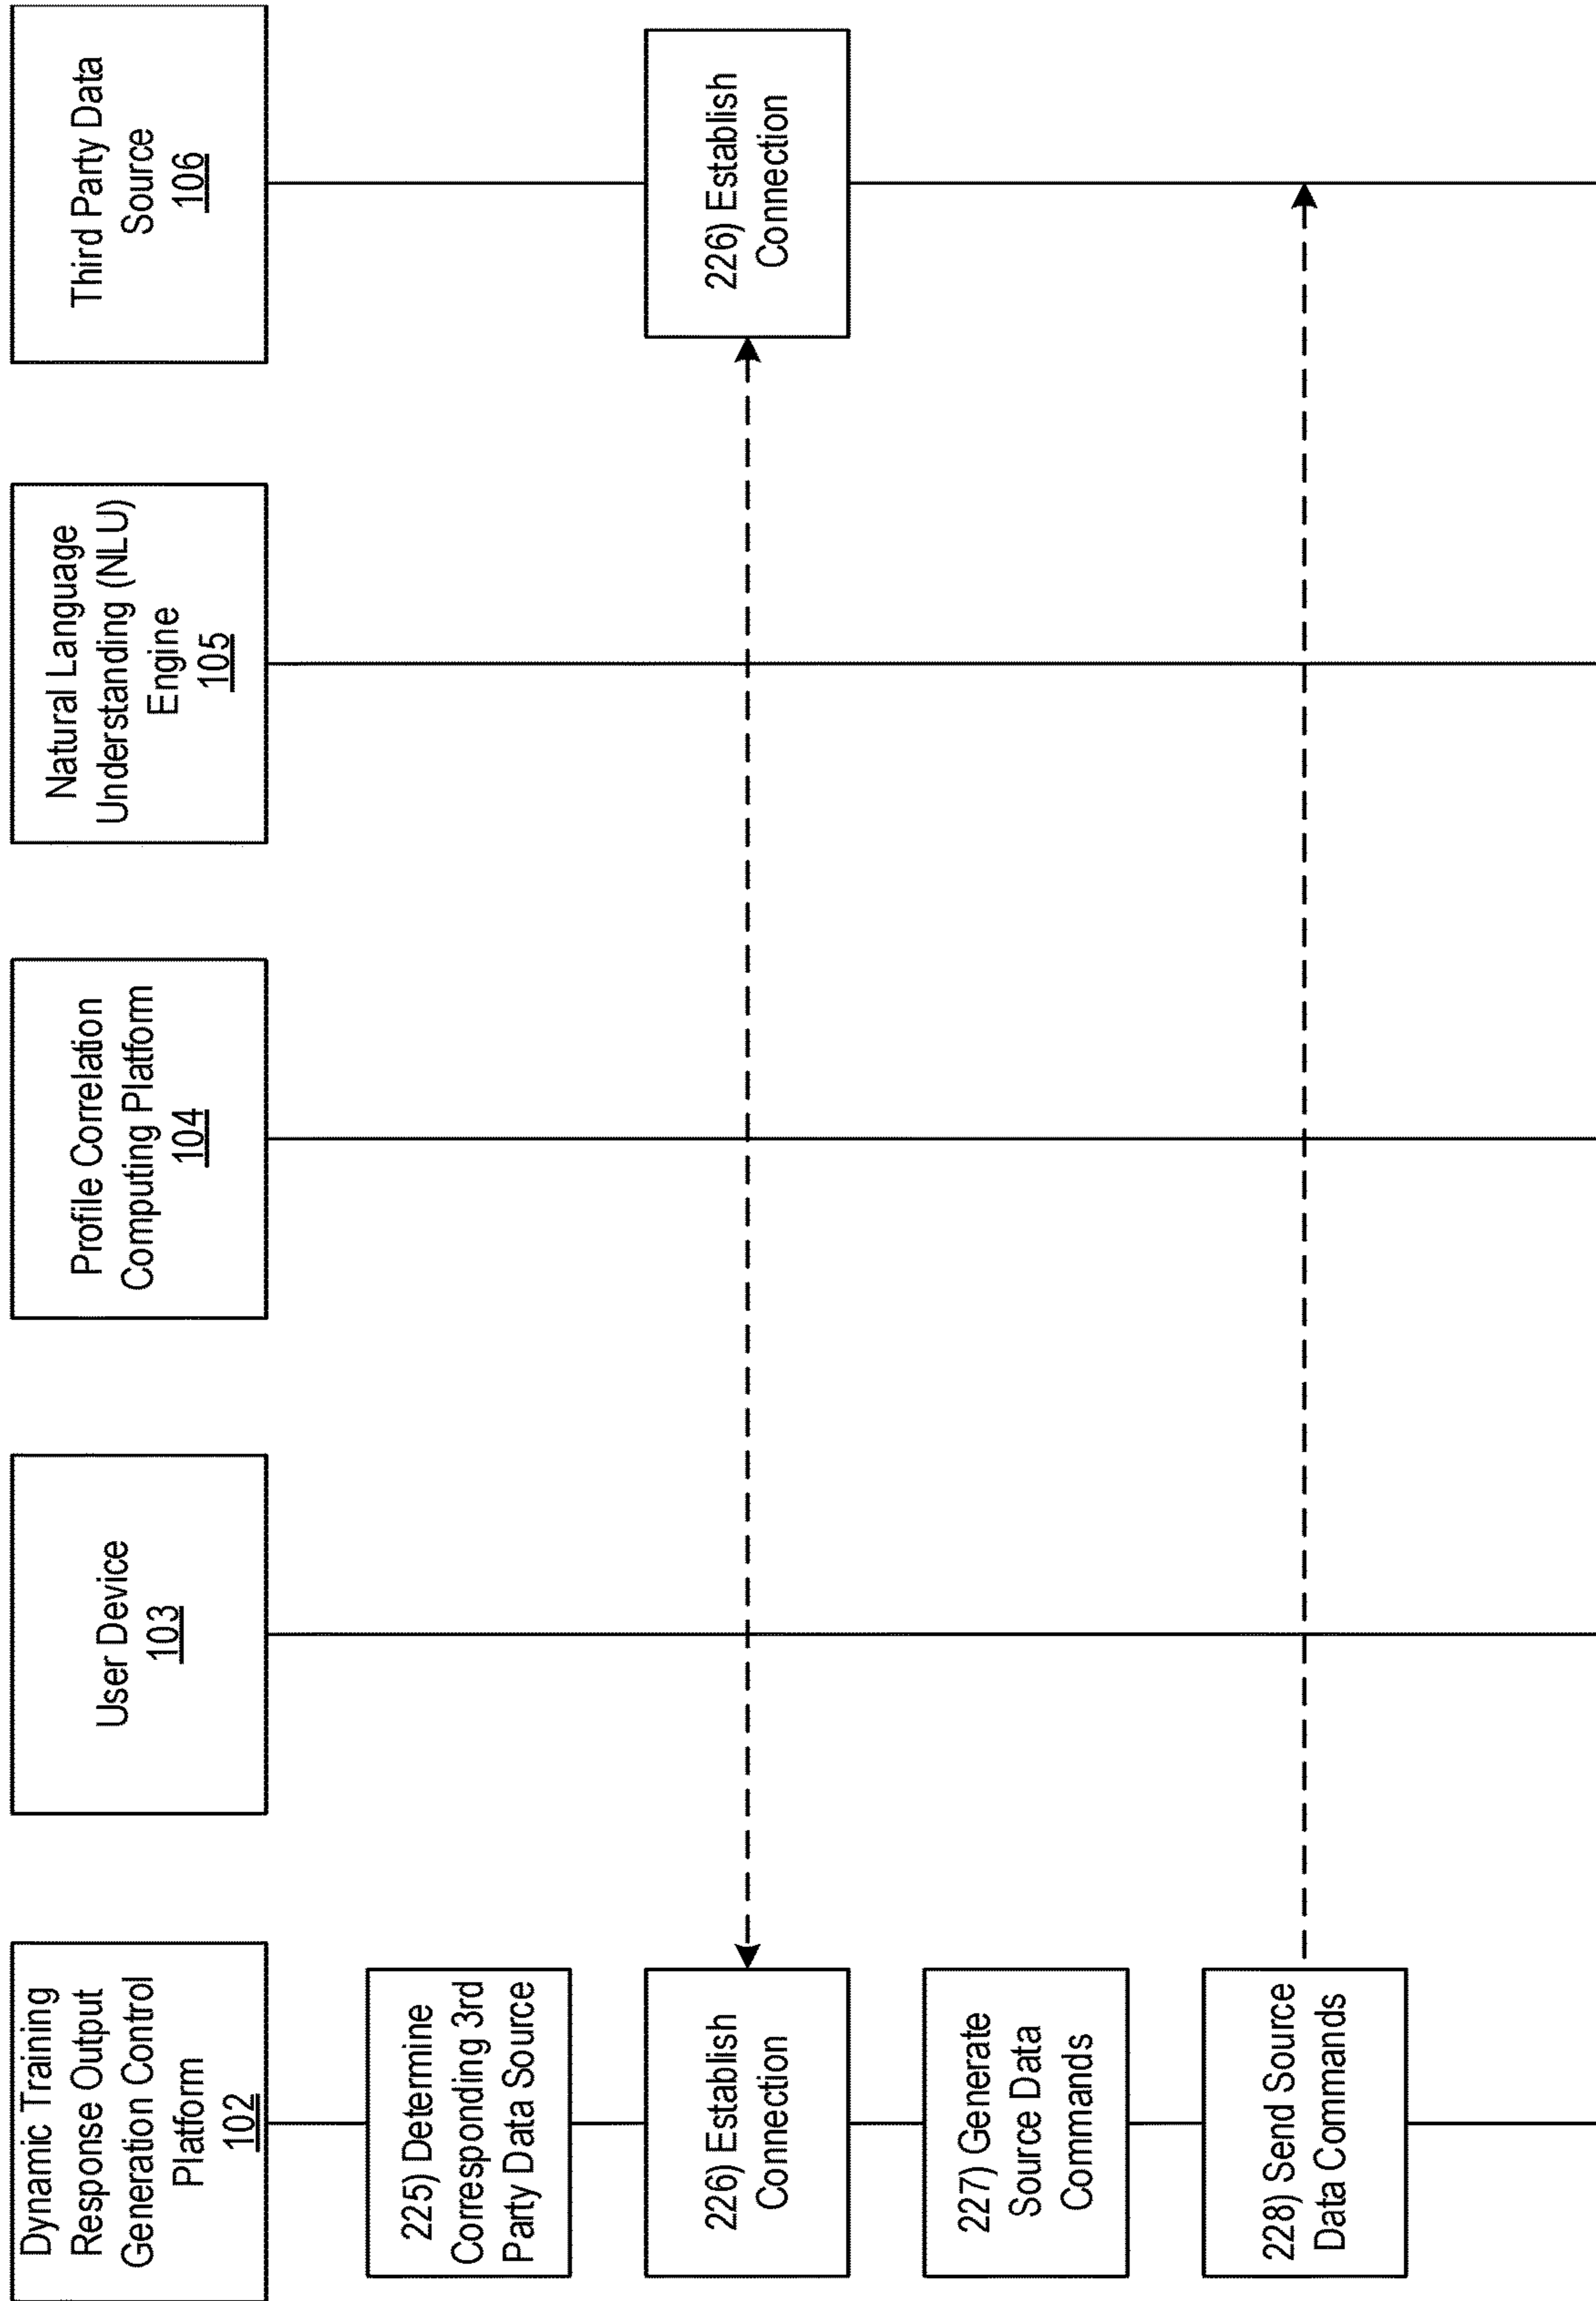 Dynamic Training
Response Output
Generation Control
Platform
102
User Device
103
Profile Correlation
Computing Platform
104
Natural Language
Understanding (NLU)
Engine
105
Third Party Data
Source
106
225) Determine
Corresponding 3rd
Party Data Source
226) Establish
Connection
226) Establish
Connection
227) Generate
Source Data
Commands
228) Send Source
Data Commands